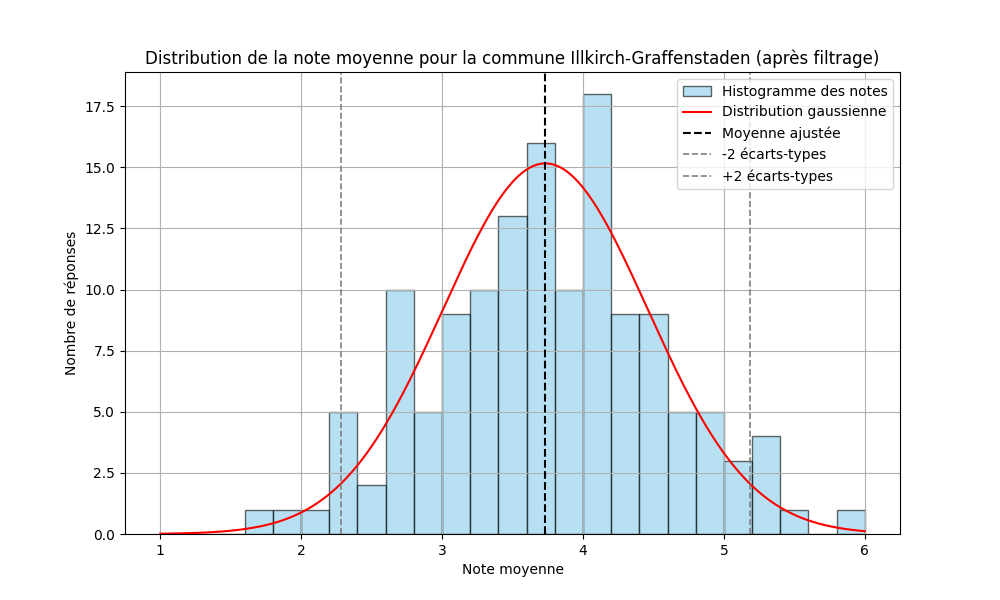 Distribution de la note moyenne pour la commune Illkirch-Graffenstaden (après filtrage)
Histogramme des notes
Distribution gaussienne
Moyenne ajustée
-2 écarts-types
+2 écarts-types
Nombre de réponses
17.5
15.0
12.5
10.0
7.5
5.0
2.5
0.0
1 2 3 4 5 6
Note moyenne